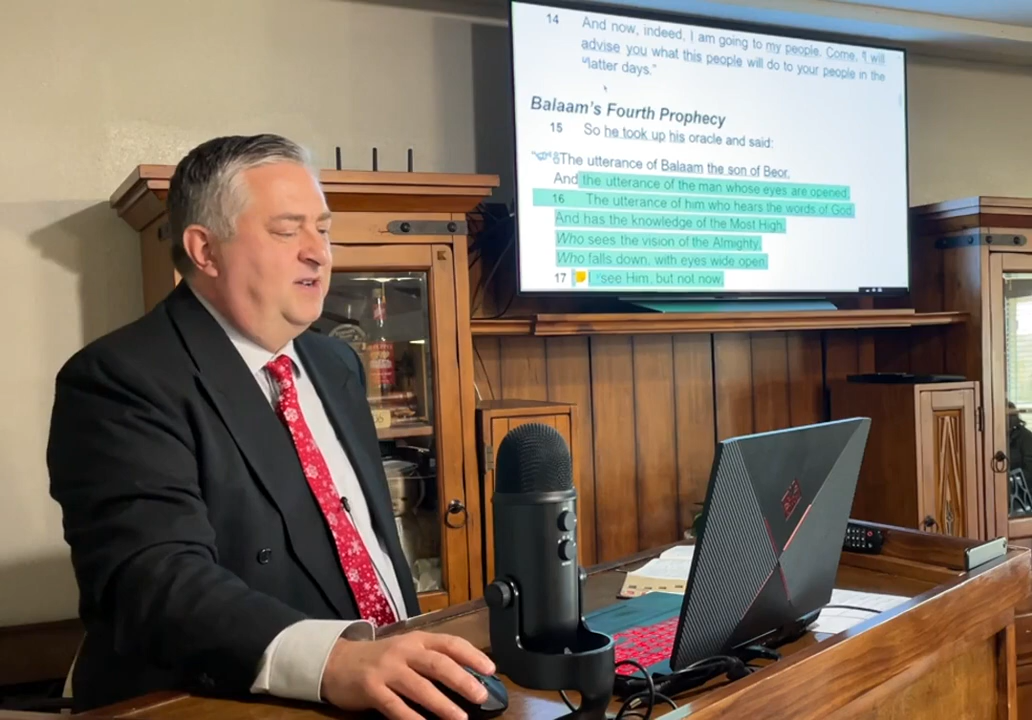 14 And now, indeed, I am going to my people. Come, I will
advise you what this people will do to your people in the
latter days."
Balaam's Fourth Prophecy
15 So he took up his oracle and said:
The utterance of Balaam the son of Beor,
And the utterance of the man whose eyes are opened,
16 The utterance of him who hears the words of God,
And has the knowledge of the Most High,
Who sees the vision of the Almighty,
Who falls down, with eyes wide open:
17 see Him, but not now,